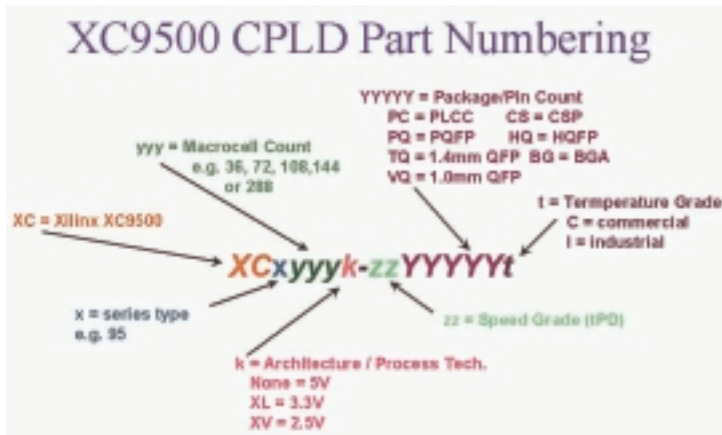 XC9500 CPLD Part Numbering
YYYYY = Package/Pin Count
PC = PLCC CS = CSP
PQ = PQFP HQ = HQFP
TQ = 1.4mm QFP BG = BGA
VQ = 1.0mm QFP
yyy = Macrocell Count
e.g. 36, 72, 108,144
or 288
t = Termperature Grade
C = commercial
I = industrial
XC = Xilinx XC9500
XCxyyyk-zzYYYYYt
x = series type
e.g. 95
zz = Speed Grade (tPD)
k = Architecture / Process Tech.
None = 5V
XL = 3.3V
XV = 2.5V